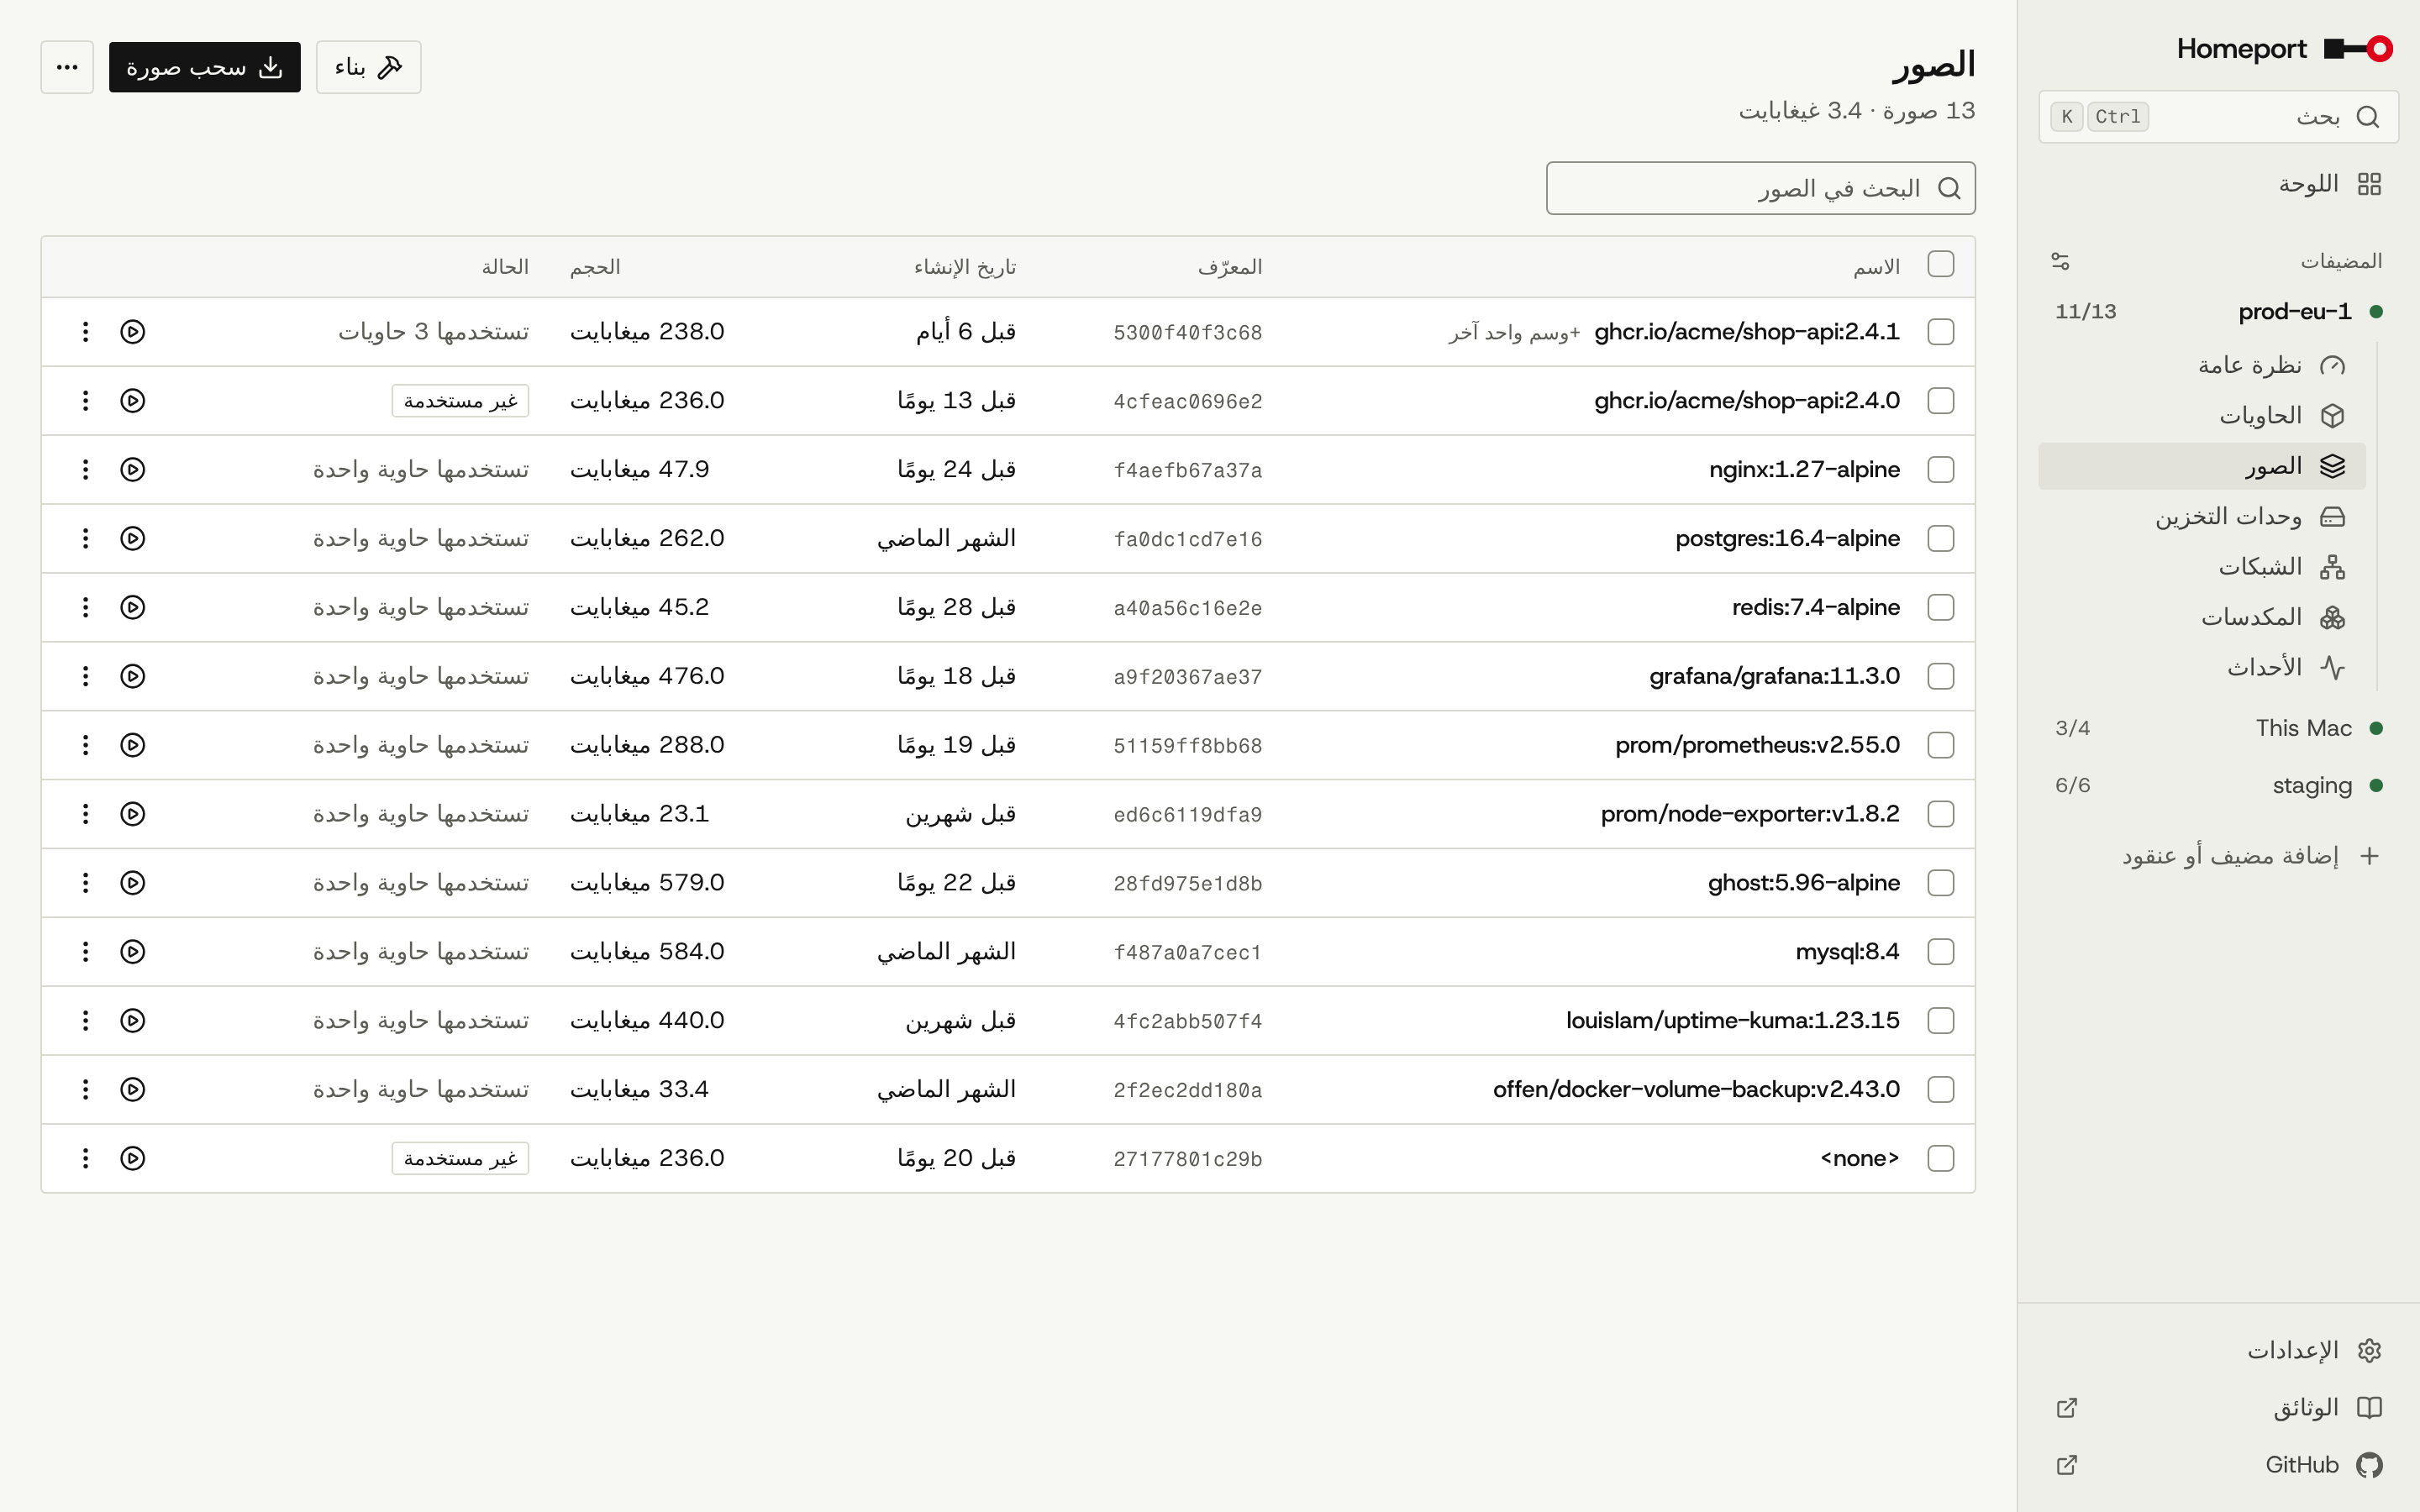 Homeport
بحث
Ctrl K
اللوحة
المضيفات
prod-eu-1 11/13
نظرة عامة
الحاويات
الصور
وحدات التخزين
الشبكات
المكدسات
الأحداث
This Mac 3/4
staging 6/6
إضافة مضيف أو عنقود
الإعدادات
الوثائق
GitHub
الصور
13 صورة · 3.4 غيغابايت
بناء
سحب صورة
البحث في الصور
الاسم المعرّف تاريخ الإنشاء الحجم الحالة
ghcr.io/acme/shop-api:2.4.1 +وسم واحد آخر 5300f40f3c68 قبل 6 أيام 238.0 ميغابايت تستخدمها 3 حاويات
ghcr.io/acme/shop-api:2.4.0 4cfeac0696e2 قبل 13 يومًا 236.0 ميغابايت غير مستخدمة
nginx:1.27-alpine f4aefb67a37a قبل 24 يومًا 47.9 ميغابايت تستخدمها حاوية واحدة
postgres:16.4-alpine fa0dc1cd7e16 الشهر الماضي 262.0 ميغابايت تستخدمها حاوية واحدة
redis:7.4-alpine a40a56c16e2e قبل 28 يومًا 45.2 ميغابايت تستخدمها حاوية واحدة
grafana/grafana:11.3.0 a9f20367ae37 قبل 18 يومًا 476.0 ميغابايت تستخدمها حاوية واحدة
prom/prometheus:v2.55.0 51159ff8bb68 قبل 19 يومًا 288.0 ميغابايت تستخدمها حاوية واحدة
prom/node-exporter:v1.8.2 ed6c6119dfa9 قبل شهرين 23.1 ميغابايت تستخدمها حاوية واحدة
ghost:5.96-alpine 28fd975e1d8b قبل 22 يومًا 579.0 ميغابايت تستخدمها حاوية واحدة
mysql:8.4 f487a0a7cec1 الشهر الماضي 584.0 ميغابايت تستخدمها حاوية واحدة
louislam/uptime-kuma:1.23.15 4fc2abb507f4 قبل شهرين 440.0 ميغابايت تستخدمها حاوية واحدة
offen/docker-volume-backup:v2.43.0 2f2ec2dd180a الشهر الماضي 33.4 ميغابايت تستخدمها حاوية واحدة
<none> 27177801c29b قبل 20 يومًا 236.0 ميغابايت غير مستخدمة